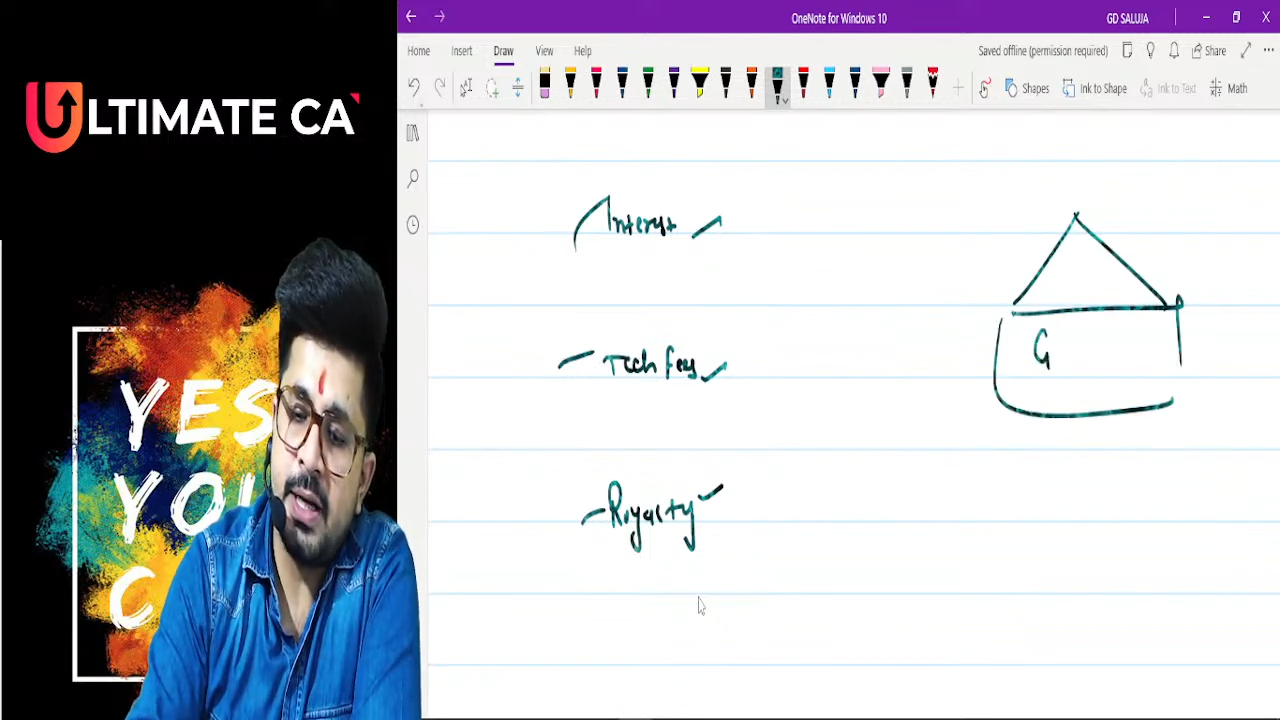 ULTIMATE CA
YES
YOU
C
OneNote for Windows 10
GD SALUJA
Home Insert Draw View Help
Saved offline (permission required)
Share
Shapes
Ink to Shape
Ink to Text
Math
Interest
Tech fees
Royalty
G